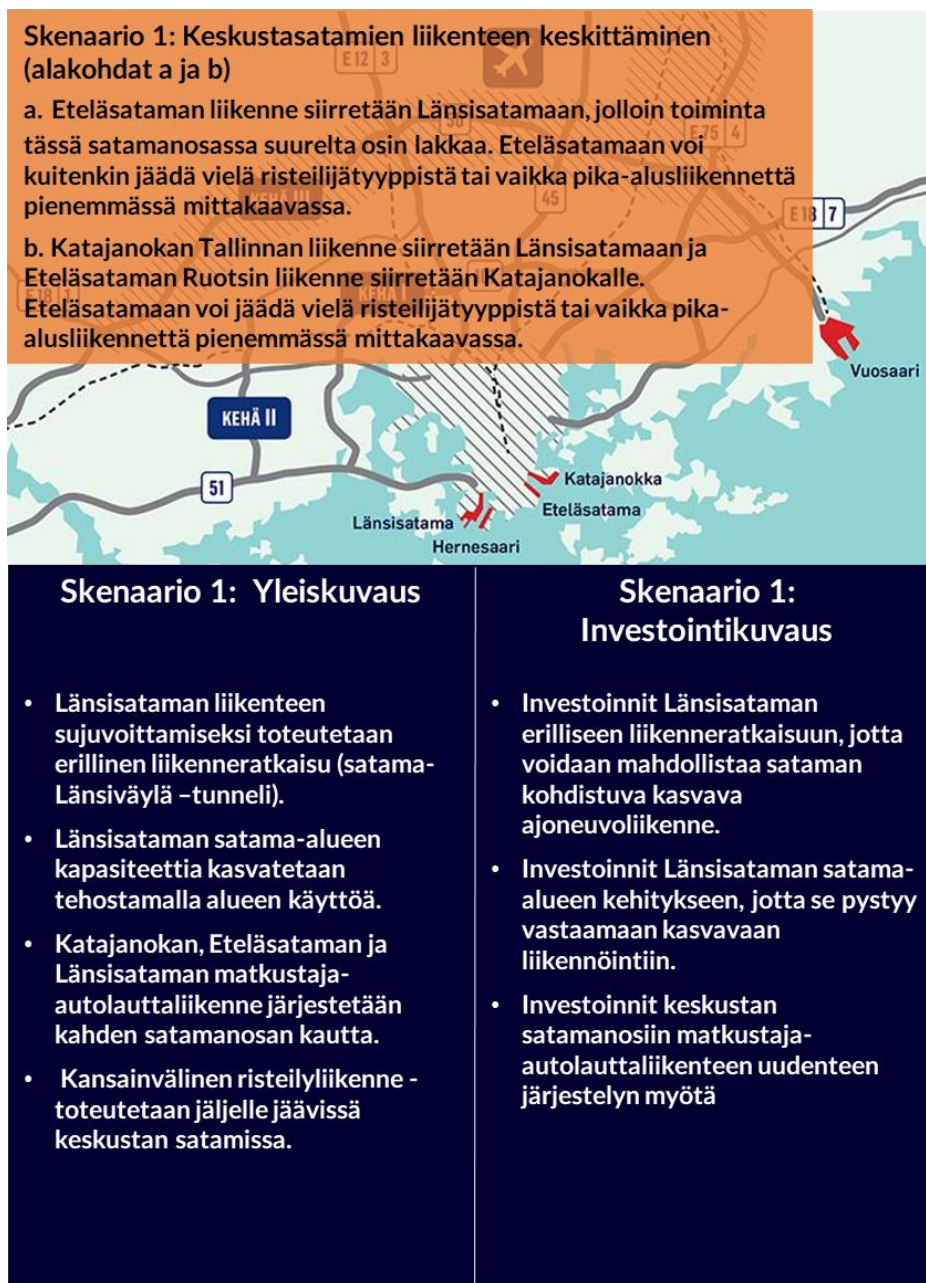 Skenaario 1: Keskustasatamien liikenteen keskittäminen
(alakohdat a ja b)
a. Eteläsataman liikenne siirretään Länsisatamaan, jolloin toiminta
tässä satamanosassa suurelta osin lakkaa. Eteläsatamaan voi
kuitenkin jäädä vielä risteilijätyyppistä tai vaikka pika-alusliikennettä
pienemmässä mittakaavassa.
b. Katajanokan Tallinnan liikenne siirretään Länsisatamaan ja
Eteläsataman Ruotsin liikenne siirretään Katajanokalle.
Eteläsatamaan voi jäädä vielä risteilijätyyppistä tai vaikka pika-
alusliikennettä pienemmässä mittakaavassa.
E12 3
50
E75 4
KEHÄ III
45
E18 7
E18 1
KEHÄ I
Vuosaari
KEHÄ II
51
Katajanokka
Eteläsatama
Länsisatama
Hernesaari
Skenaario 1: Yleiskuvaus
• Länsisataman liikenteen
sujuvoittamiseksi toteutetaan
erillinen liikenneratkaisu (satama-
Länsiväylä –tunneli).
• Länsisataman satama-alueen
kapasiteettia kasvatetaan
tehostamalla alueen käyttöä.
• Katajanokan, Eteläsataman ja
Länsisataman matkustaja-
autolauttaliikenne järjestetään
kahden satamanosan kautta.
• Kansainvälinen risteilyliikenne -
toteutetaan jäljelle jäävissä
keskustan satamissa.
Skenaario 1:
Investointikuvaus
• Investoinnit Länsisataman
erilliseen liikenneratkaisuun, jotta
voidaan mahdollistaa sataman
kohdistuva kasvava
ajoneuvoliikenne.
• Investoinnit Länsisataman satama-
alueen kehitykseen, jotta se pystyy
vastaamaan kasvavaan
liikennöintiin.
• Investoinnit keskustan
satamanosiin matkustaja-
autolauttaliikenteen uudenteen
järjestelyn myötä